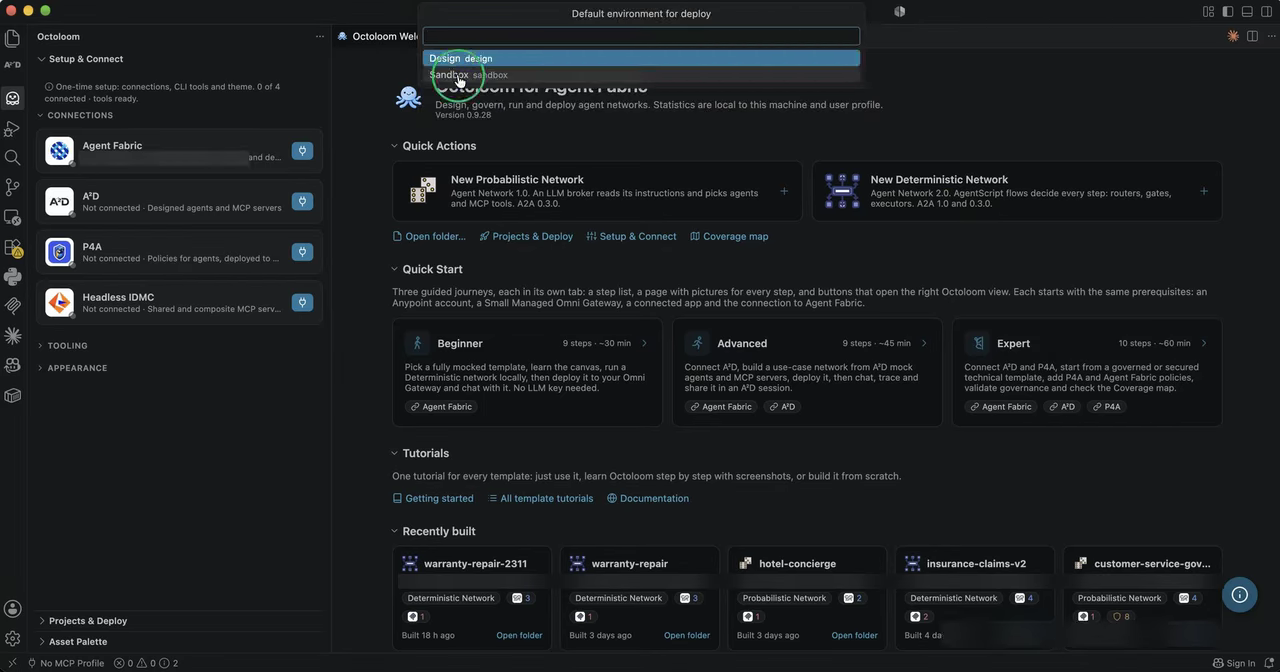 Default environment for deploy
Octoloom
Octoloom Welc
Design design
Sandbox sandbox
Setup & Connect
One-time setup: connections, CLI tools and theme. 0 of 4
connected · tools ready.
CONNECTIONS
Agent Fabric
and de...
A²D
A²D
Not connected · Designed agents and MCP servers
P4A
Not connected · Policies for agents, deployed to ...
Headless IDMC
Not connected · Shared and composite MCP serv...
TOOLING
APPEARANCE
Projects & Deploy
Asset Palette
Octoloom for Agent Fabric
Design, govern, run and deploy agent networks. Statistics are local to this machine and user profile.
Version 0.9.28
Quick Actions
New Probabilistic Network
Agent Network 1.0. An LLM broker reads its instructions and picks agents
and MCP tools. A2A 0.3.0.
New Deterministic Network
Agent Network 2.0. AgentScript flows decide every step: routers, gates,
executors. A2A 1.0 and 0.3.0.
Open folder... Projects & Deploy Setup & Connect Coverage map
Quick Start
Three guided journeys, each in its own tab: a step list, a page with pictures for every step, and buttons that open the right Octoloom view. Each starts with the same prerequisites: an
Anypoint account, a Small Managed Omni Gateway, a connected app and the connection to Agent Fabric.
Beginner 9 steps · ~30 min
Pick a fully mocked template, learn the canvas, run a
Deterministic network locally, then deploy it to your Omni
Gateway and chat with it. No LLM key needed.
Agent Fabric
Advanced 9 steps · ~45 min
Connect A²D, build a use-case network from A²D mock
agents and MCP servers, deploy it, then chat, trace and
share it in an A²D session.
Agent Fabric A²D
Expert 10 steps · ~60 min
Connect A²D and P4A, start from a governed or secured
technical template, add P4A and Agent Fabric policies,
validate governance and check the Coverage map.
Agent Fabric A²D P4A
Tutorials
One tutorial for every template: just use it, learn Octoloom step by step with screenshots, or build it from scratch.
Getting started All template tutorials Documentation
Recently built
warranty-repair-2311
Deterministic Network 3
1
Built 18 h ago Open folder
warranty-repair
Deterministic Network 3
1
Built 3 days ago Open folder
hotel-concierge
Probabilistic Network 2
1
Built 3 days ago Open folder
insurance-claims-v2
Deterministic Network 4
2
Built 4 da
customer-service-gov...
Probabilistic Network 4
1 8
No MCP Profile 0 0 2
Sign In